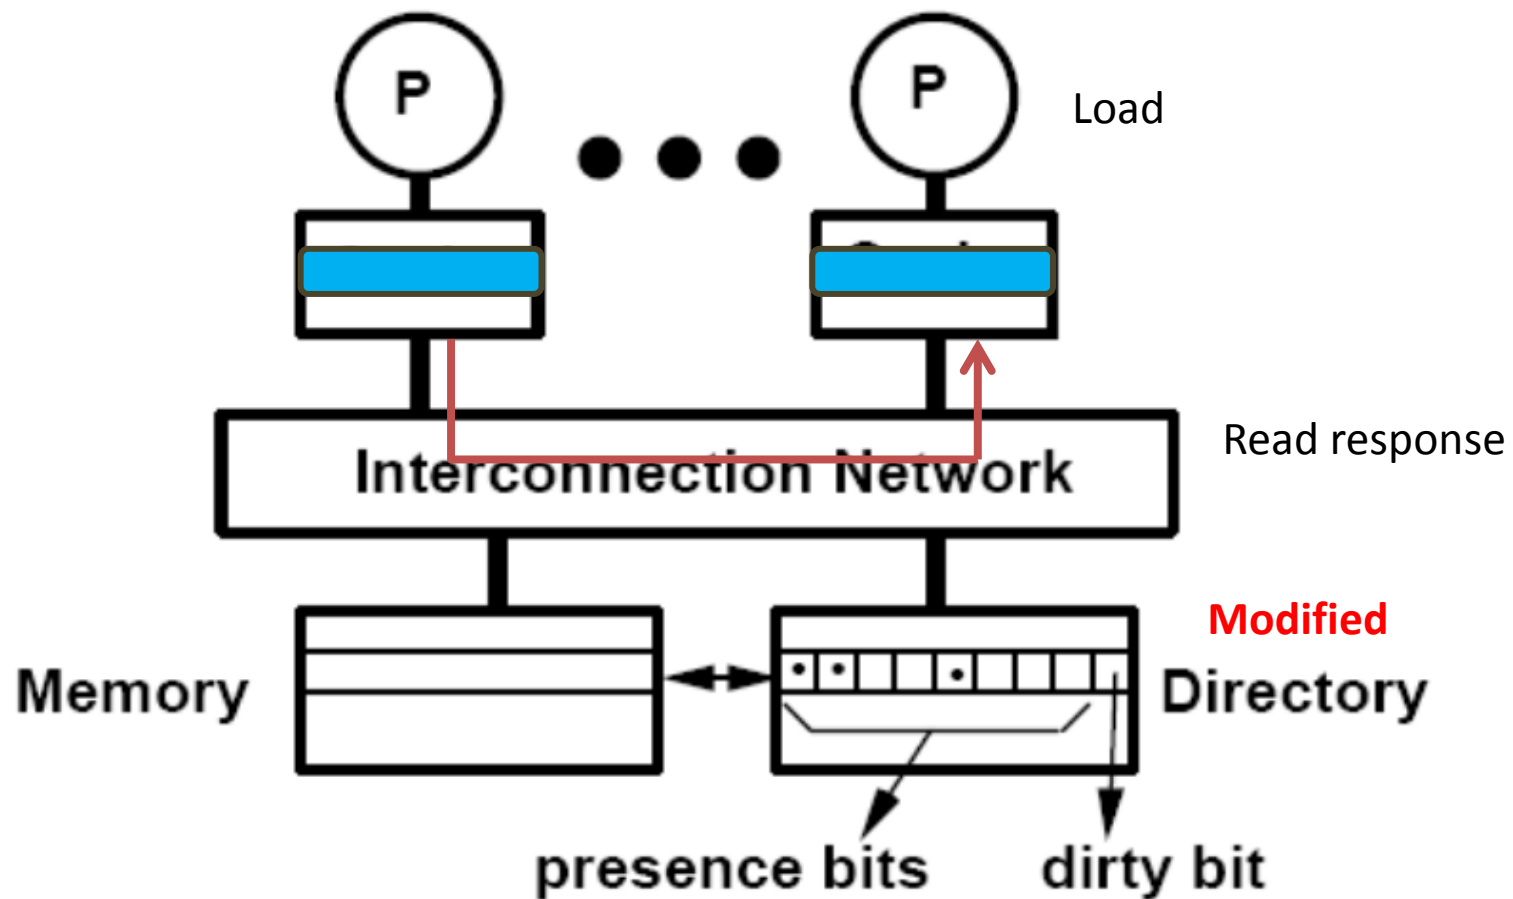 P
P
Load
Interconnection Network
Read response
Modified
Memory
Directory
presence bits
dirty bit